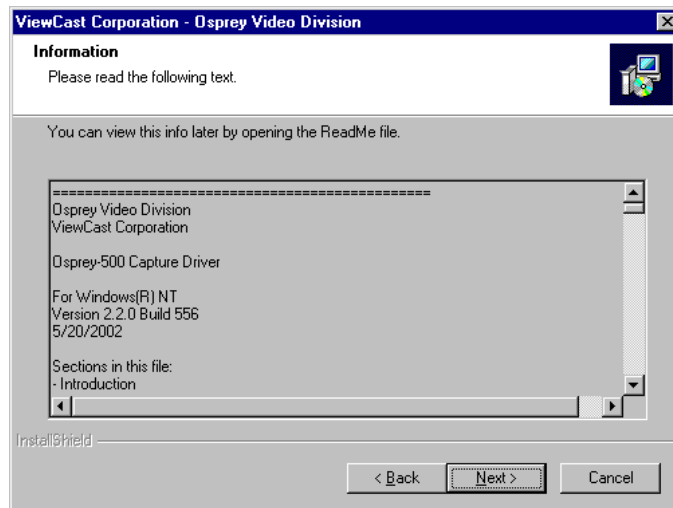 ViewCast Corporation - Osprey Video Division
Information
Please read the following text.
You can view this info later by opening the ReadMe file.
===============================================
Osprey Video Division
ViewCast Corporation
Osprey-500 Capture Driver
For Windows(R) NT
Version 2.2.0 Build 556
5/20/2002
Sections in this file:
- Introduction
InstallShield
< Back
Next >
Cancel